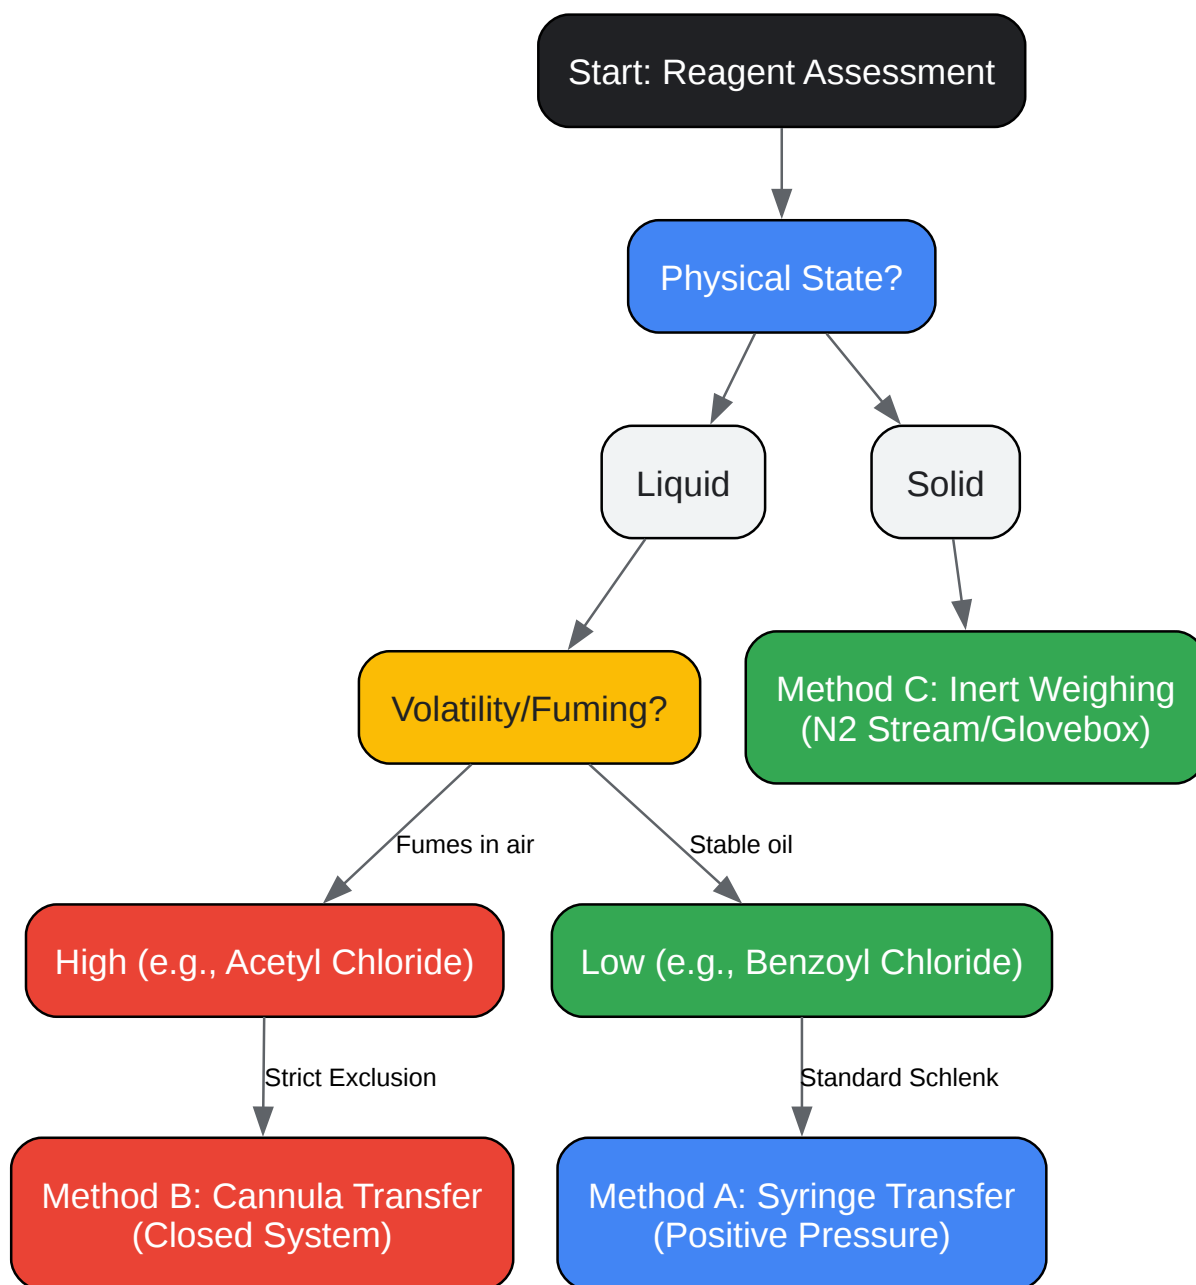 Start: Reagent Assessment
Physical State?
Liquid
Solid
Volatility/Fuming?
Method C: Inert Weighing
(N2 Stream/Glovebox)
Fumes in air
Stable oil
High (e.g., Acetyl Chloride)
Low (e.g., Benzoyl Chloride)
Strict Exclusion
Standard Schlenk
Method B: Cannula Transfer
(Closed System)
Method A: Syringe Transfer
(Positive Pressure)